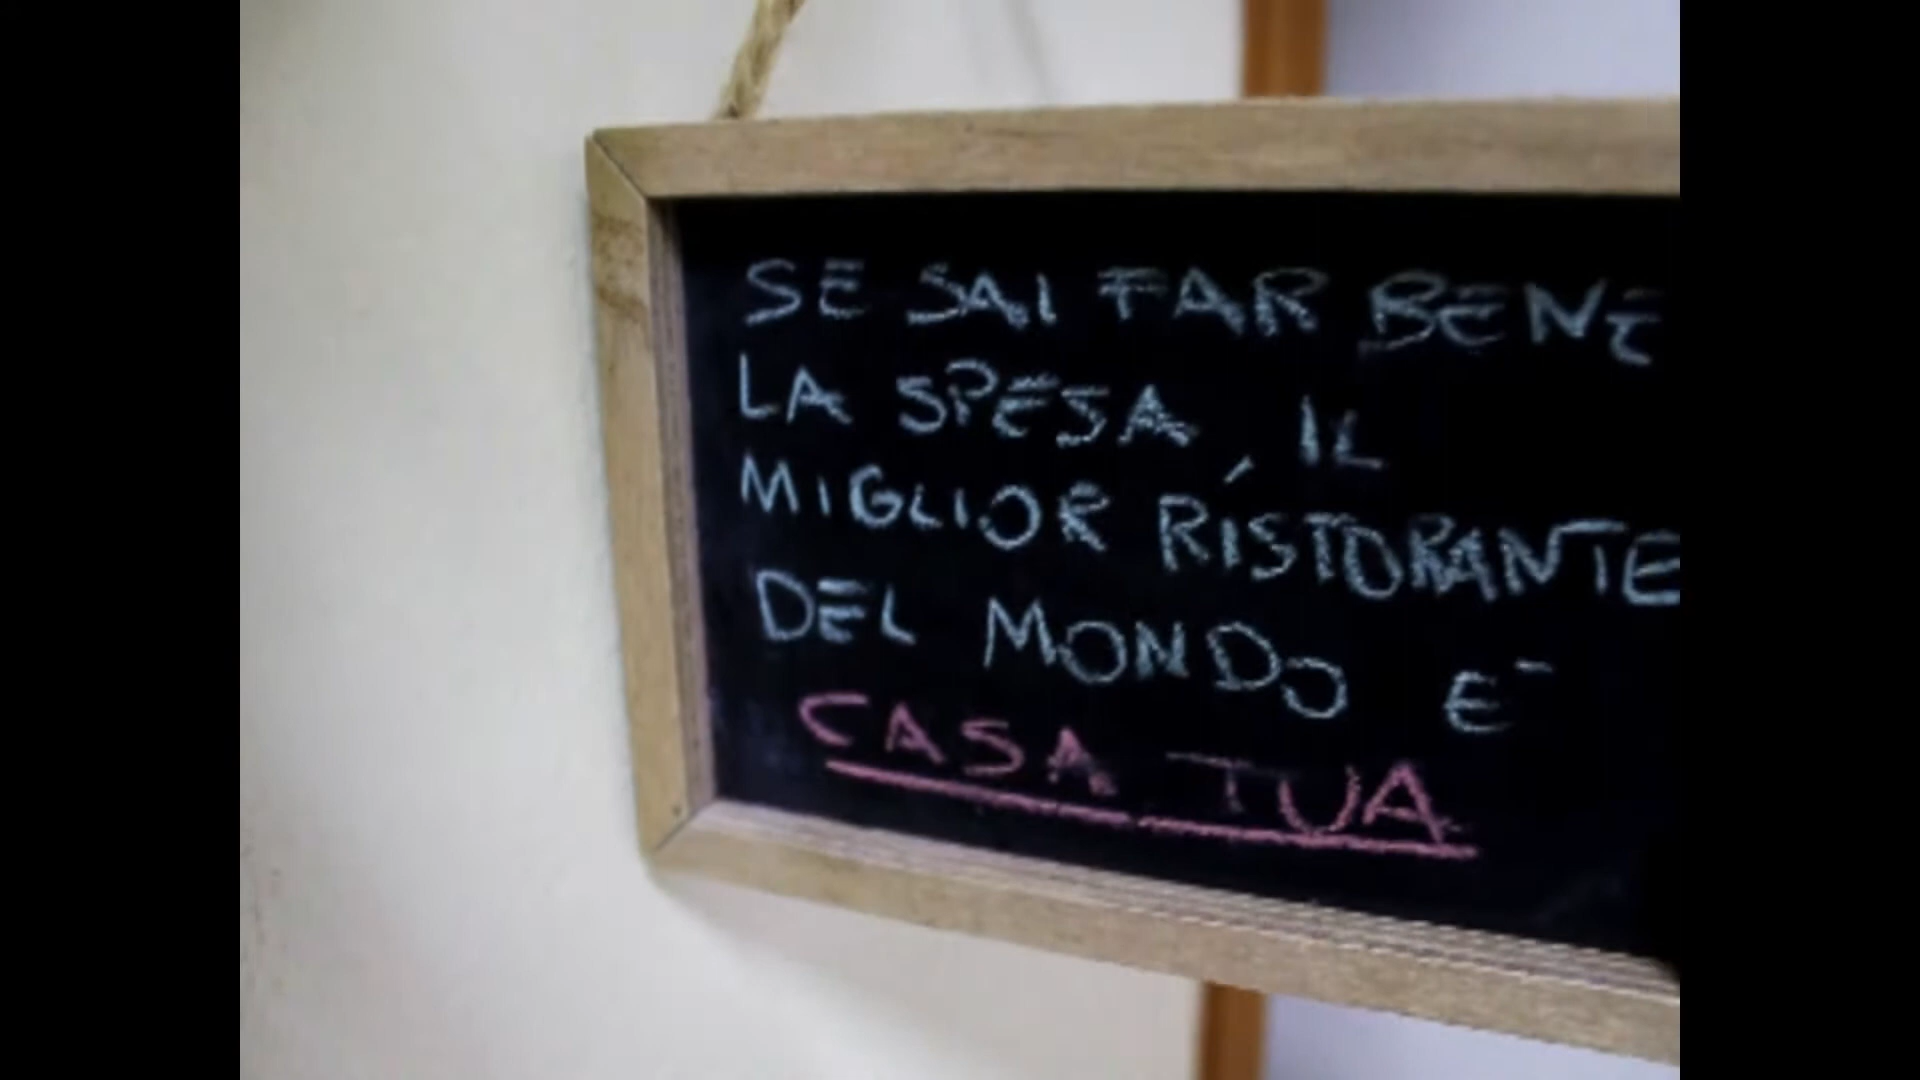 SE SAI FAR BENE
LA SPESA, IL
MIGLIOR RISTORANTE
DEL MONDO E-
CASA TUA